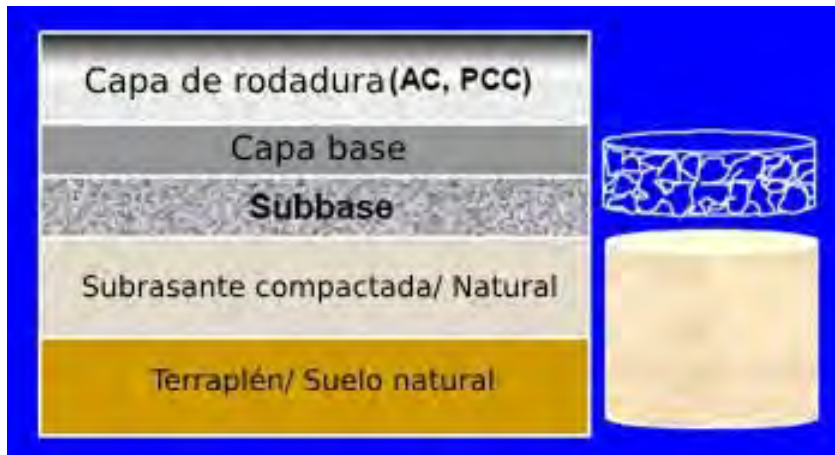 Capa de rodadura(AC, PCC)
Capa base
Subbase
Subrasante compactada/ Natural
Terraplén/ Suelo natural